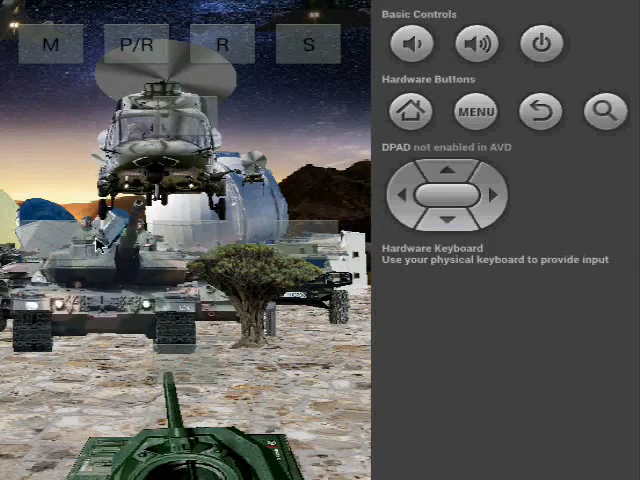 M
P/R
R
S
Basic Controls
Hardware Buttons
MENU
DPAD not enabled in AVD
Hardware Keyboard
Use your physical keyboard to provide input